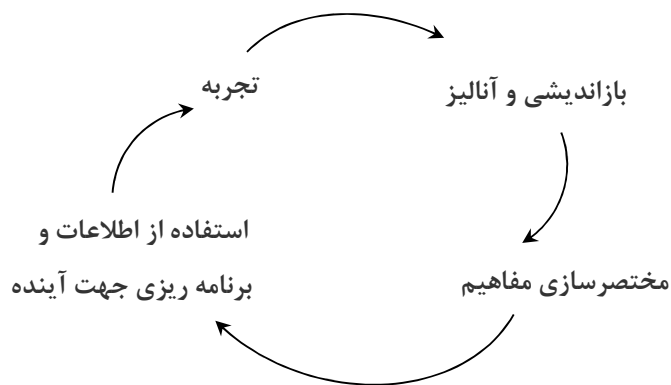 تجربه
بازاندیشی و آنالیز
مختصرسازی مفاهیم
استفاده از اطلاعات و
برنامه ریزی جهت آینده